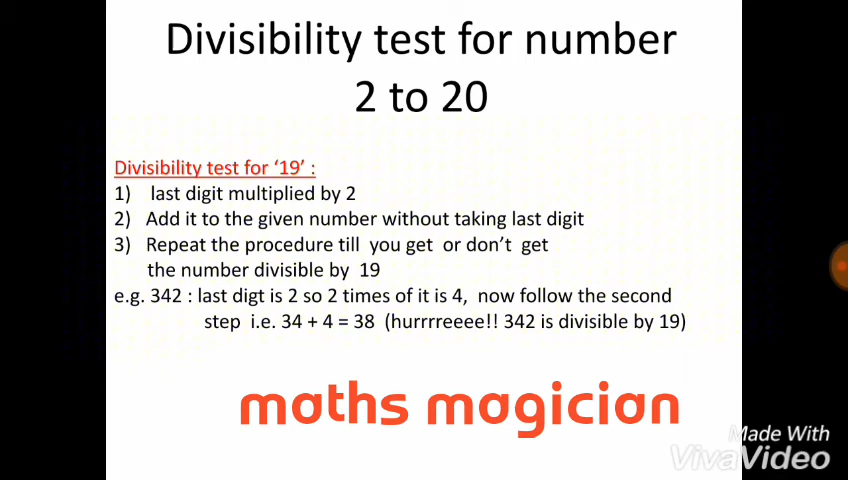 Divisibility test for number
2 to 20
Divisibility test for ‘19’ :
1) last digit multiplied by 2
2) Add it to the given number without taking last digit
3) Repeat the procedure till you get or don’t get
the number divisible by 19
e.g. 342 : last digt is 2 so 2 times of it is 4, now follow the second
step i.e. 34 + 4 = 38 (hurrrreeee!! 342 is divisible by 19)
maths magician
Made With
VivaVideo